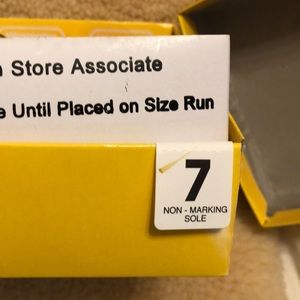 Store Associate
Until Placed on Size Run
7
NON - MARKING
SOLE